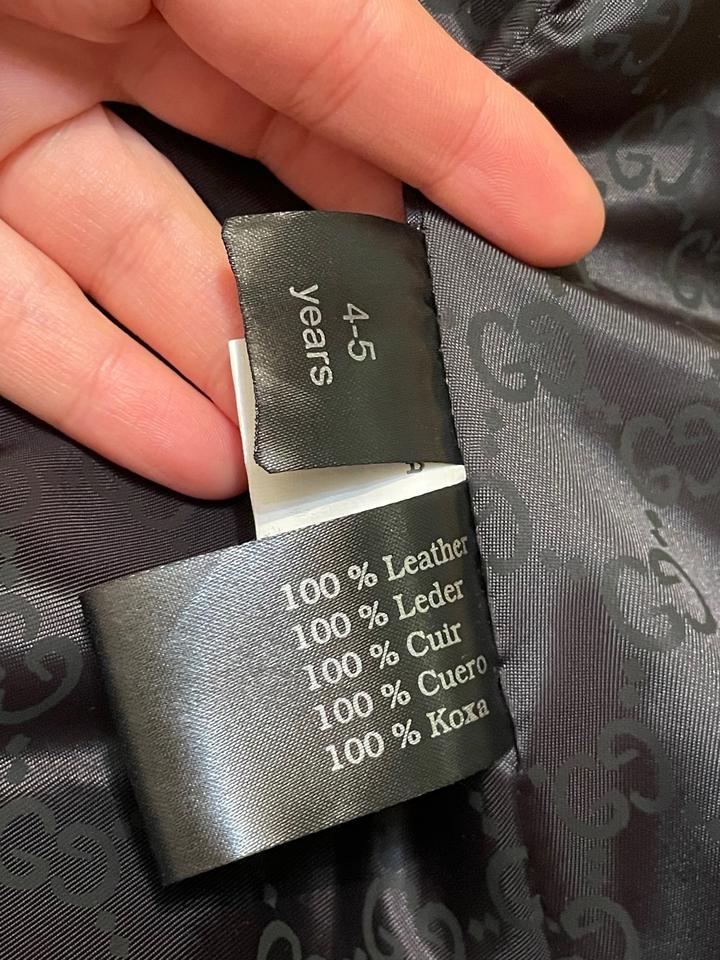 4-5
years
100 % Leather
100 % Leder
100 % Cuir
100 % Cuero
100 % Koxa